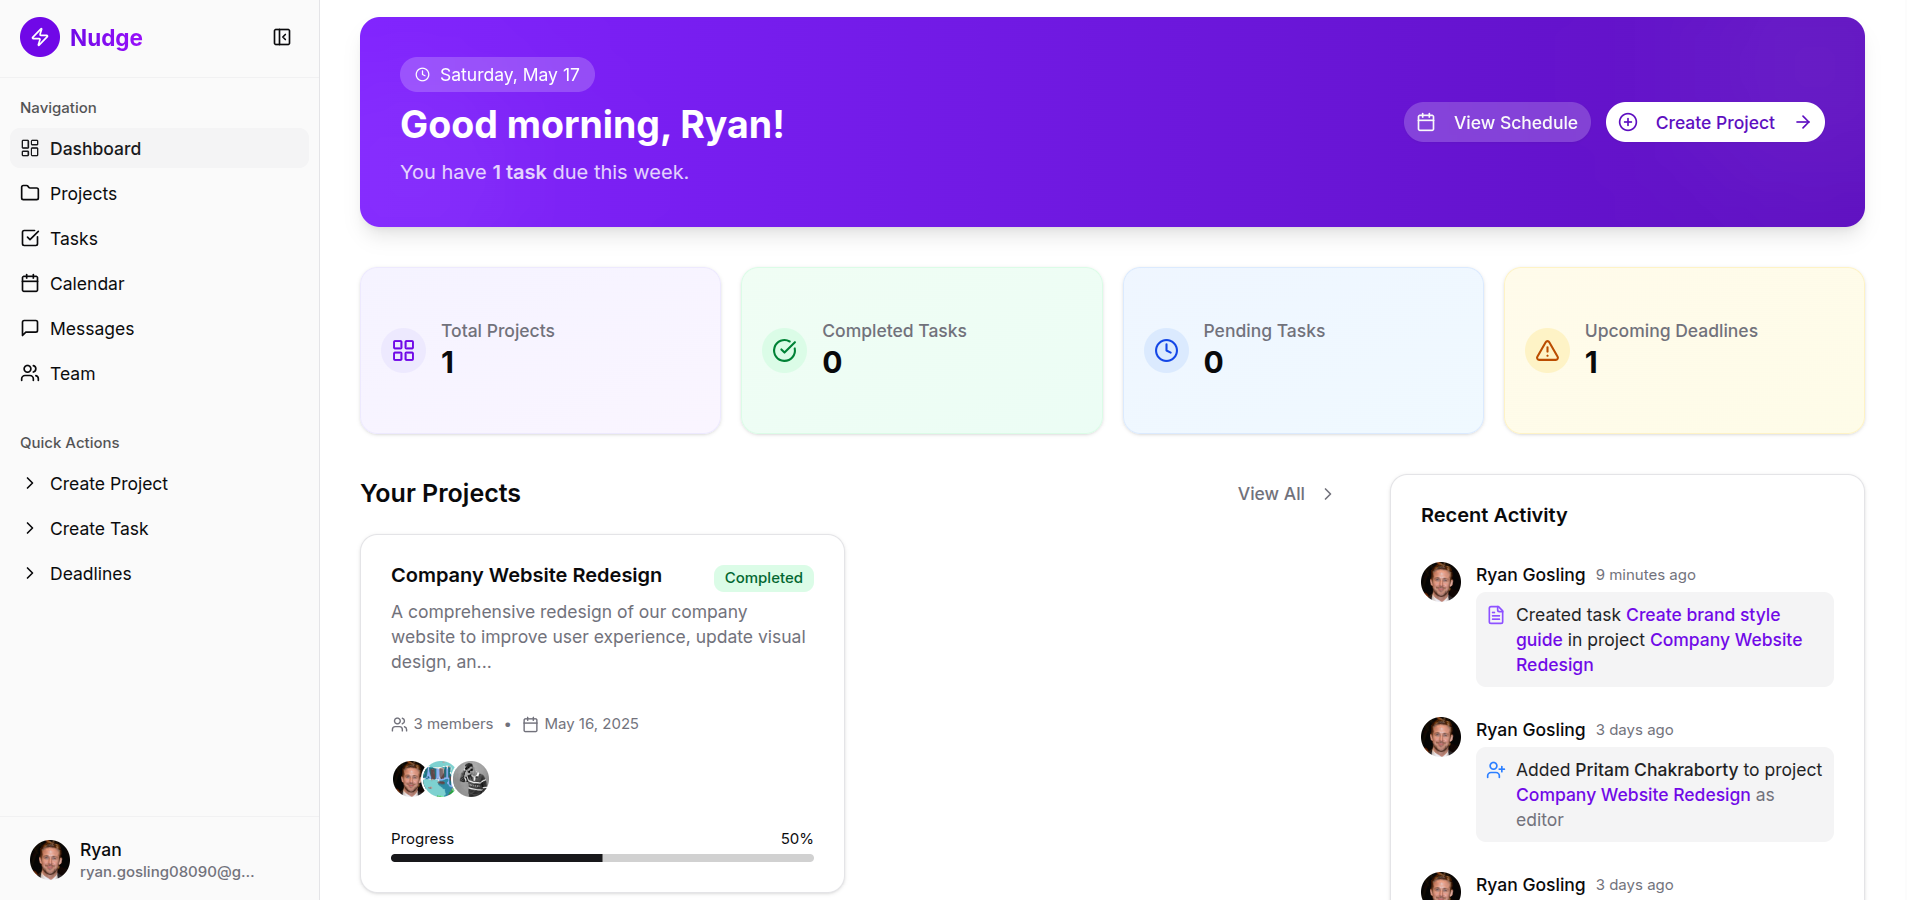 Nudge
Navigation
Dashboard
Projects
Tasks
Calendar
Messages
Team
Quick Actions
Create Project
Create Task
Deadlines
Ryan
ryan.gosling08090@g...
Saturday, May 17
Good morning, Ryan!
You have 1 task due this week.
View Schedule
Create Project
Total Projects
1
Completed Tasks
0
Pending Tasks
0
Upcoming Deadlines
1
Your Projects
View All
Company Website Redesign
Completed
A comprehensive redesign of our company
website to improve user experience, update visual
design, an...
3 members • May 16, 2025
Progress 50%
Recent Activity
Ryan Gosling 9 minutes ago
Created task Create brand style
guide in project Company Website
Redesign
Ryan Gosling 3 days ago
Added Pritam Chakraborty to project
Company Website Redesign as
editor
Ryan Gosling 3 days ago